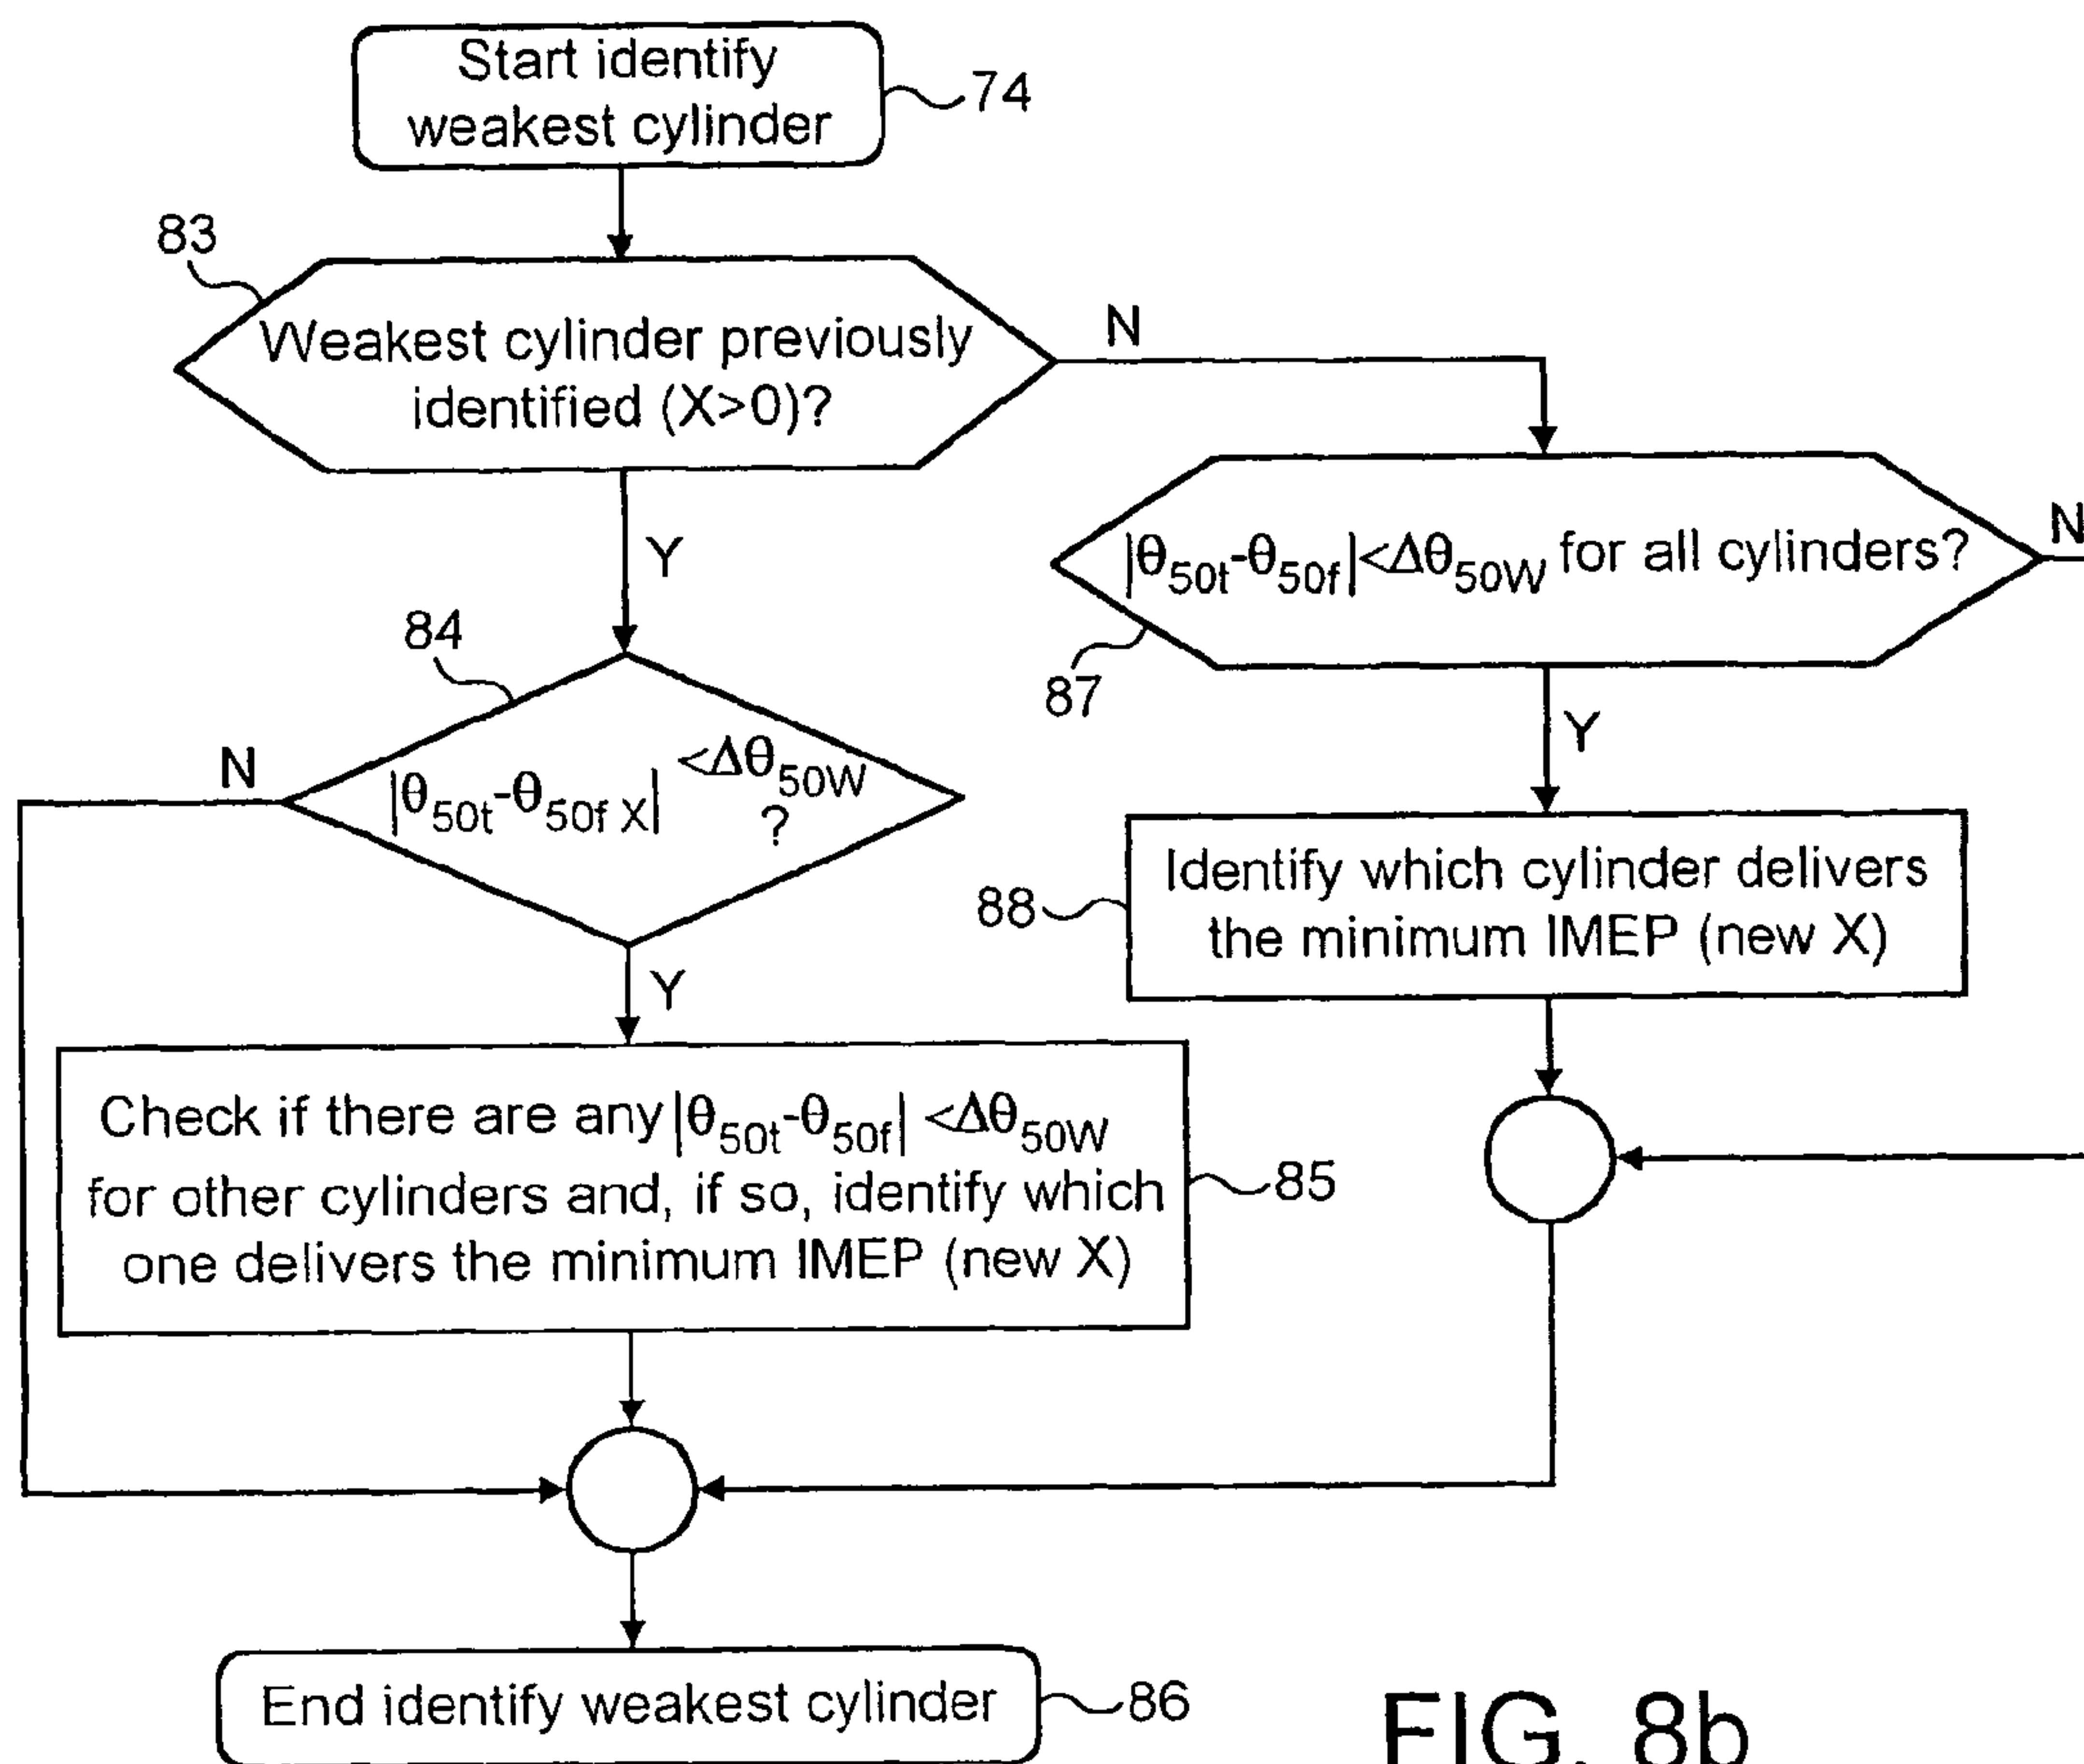 Start identify
weakest cylinder
74
83
Weakest cylinder previously
identified (X>0)?
N
Y
|θ50t-θ50f|<Δθ50W for all cylinders?
N
87
Y
84
N
|θ50t-θ50f X| <Δθ50W
?
Y
Identify which cylinder delivers
the minimum IMEP (new X)
88
Check if there are any |θ50t-θ50f| <Δθ50W
for other cylinders and, if so, identify which
one delivers the minimum IMEP (new X)
85
End identify weakest cylinder
86
FIG. 8b